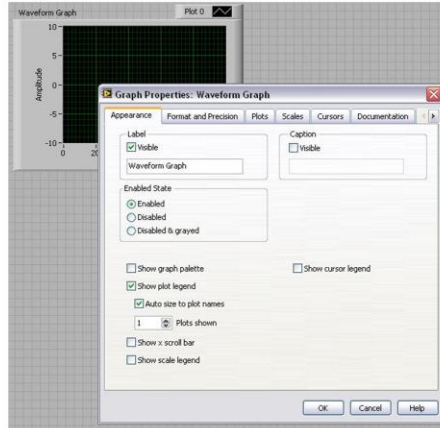 Waveform Graph
Plot 0
10
5
0
-5
-10
Amplitude
0
Graph Properties: Waveform Graph
Appearance Format and Precision Plots Scales Cursors Documentation
Label
Visible
Waveform Graph
Caption
Visible
Enabled State
Enabled
Disabled
Disabled & grayed
Show graph palette
Show cursor legend
Show plot legend
Auto size to plot names
1 Plots shown
Show x scroll bar
Show scale legend
OK Cancel Help